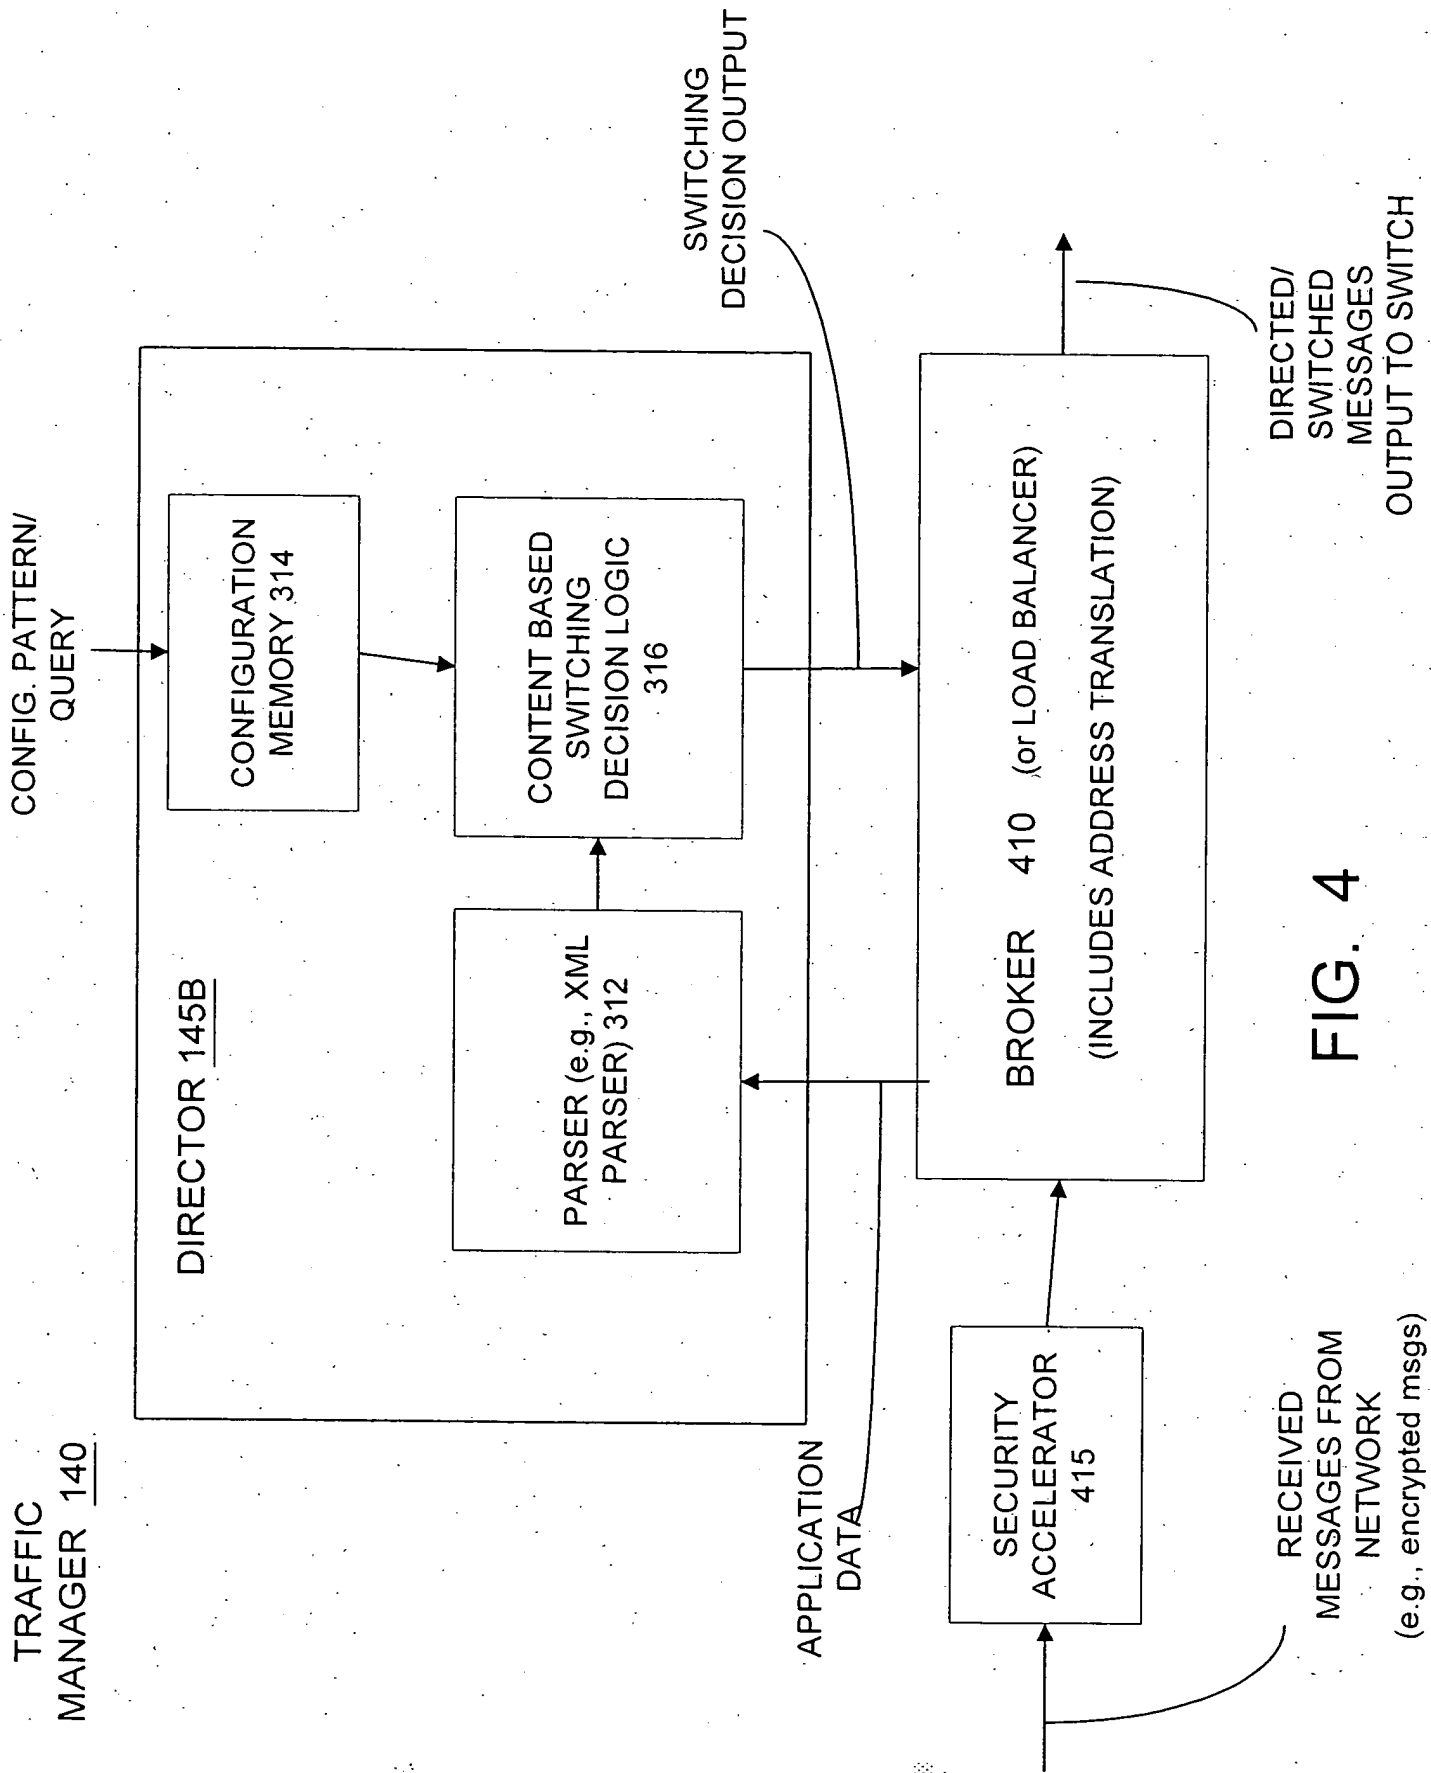 TRAFFIC
MANAGER 140
CONFIG. PATTERN/
QUERY
DIRECTOR 145B
CONFIGURATION
MEMORY 314
PARSER (e.g., XML
PARSER) 312
CONTENT BASED
SWITCHING
DECISION LOGIC
316
APPLICATION
DATA
SWITCHING
DECISION OUTPUT
SECURITY
ACCELERATOR
415
BROKER 410 (or LOAD BALANCER)
(INCLUDES ADDRESS TRANSLATION)
RECEIVED
MESSAGES FROM
NETWORK
(e.g., encrypted msgs)
DIRECTED/
SWITCHED
MESSAGES
OUTPUT TO SWITCH
FIG. 4